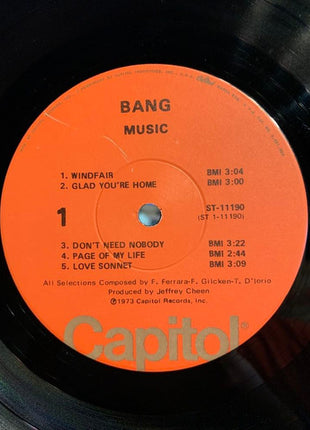 BANG
MUSIC
1. WINDFAIR BMI 3:04
2. GLAD YOU'RE HOME BMI 3:00
1 ST-11190
(ST 1-11190)
3. DON'T NEED NOBODY BMI 3:22
4. PAGE OF MY LIFE BMI 2:44
5. LOVE SONNET BMI 3:09
All Selections Composed by F. Ferrara-F. Gilcken-T. D'Iorio
Produced by Jeffrey Cheen
℗1973 Capitol Records, Inc.
Capitol®